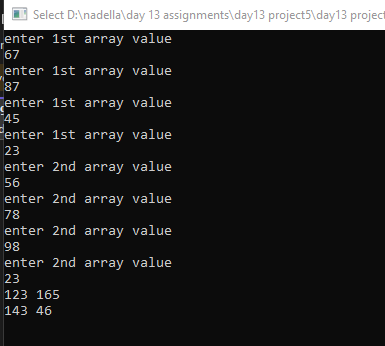 Select D:\nadella\day 13 assignments\day13 project5\day13 project
enter 1st array value
67
enter 1st array value
87
enter 1st array value
45
enter 1st array value
23
enter 2nd array value
56
enter 2nd array value
78
enter 2nd array value
98
enter 2nd array value
23
123 165
143 46